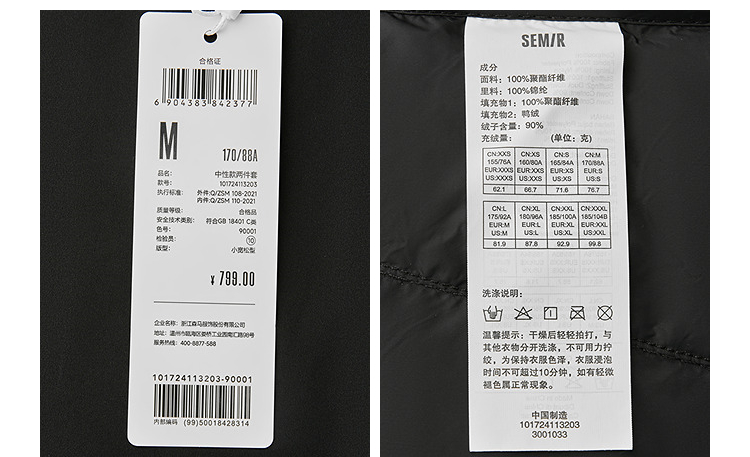 合格证
6 904383 842377
M
170/88A
品名: 中性款两件套
款号: 101724113203
执行标准: 外件:Q/ZSM 108-2021
内件:Q/ZSM 110-2021
质量等级: 合格品
安全技术类别: 符合GB 18401 C类
色号: 90001
检验员: 10
版型: 小宽松型
¥ 799.00
企业名称: 浙江森马服饰股份有限公司
地址: 温州市瓯海区娄桥工业园南汇路98号
服务热线: 400-8877-588
101724113203-90001
内部编码 (99)50018428314
SEMIR
成分
面料: 100%聚酯纤维
里料: 100%锦纶
填充物1: 100%聚酯纤维
填充物2: 鸭绒
绒子含量: 90%
充绒量: (单位: 克)
CN:XXS CN:XS CN:S CN:M
155/76A 160/80A 165/84A 170/88A
EUR:XXXS EUR:XXS EUR:XS EUR:S
US:XXXS US:XXS US:XS US:S
62.1 66.7 71.6 76.7
CN:L CN:XL CN:XXL CN:XXXL
175/92A 180/96A 185/100A 185/104B
EUR:M EUR:L EUR:XL EUR:XXL
US:M US:L US:XL US:XXL
81.9 87.8 92.9 99.8
洗涤说明:
温馨提示: 干燥后轻轻拍打, 与
其他衣物分开洗涤, 不可用力拧
绞, 为保持衣服色泽, 衣服浸泡
时间不可超过10分钟, 如有轻微
褪色属正常现象。
中国制造
101724113203
3001033